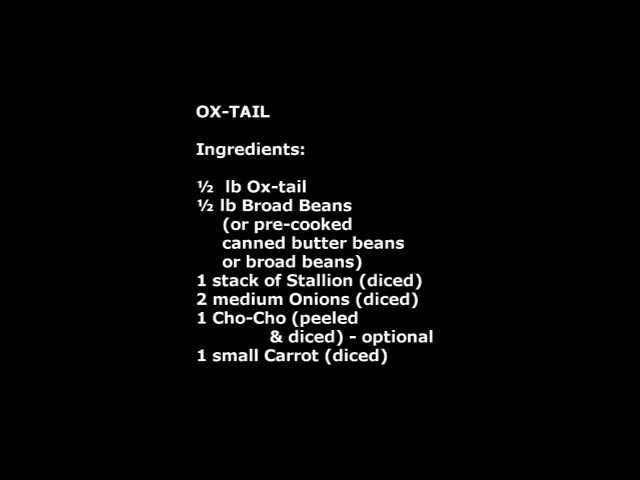 OX-TAIL
Ingredients:
½ lb Ox-tail
½ lb Broad Beans
(or pre-cooked
canned butter beans
or broad beans)
1 stack of Stallion (diced)
2 medium Onions (diced)
1 Cho-Cho (peeled
& diced) - optional
1 small Carrot (diced)